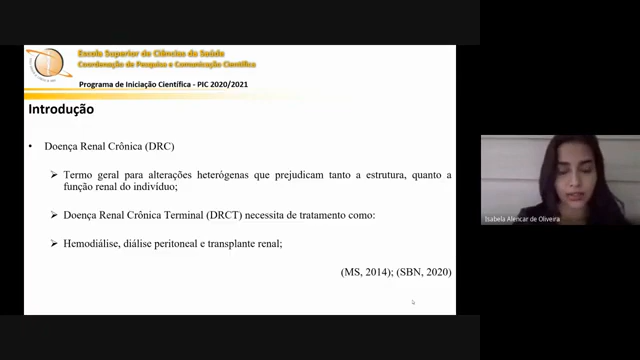 Escola Superior de Ciências da Saúde
Coordenação de Pesquisa e Comunicação Científica
Programa de Iniciação Científica - PIC 2020/2021
Introdução
• Doença Renal Crônica (DRC)
➢ Termo geral para alterações heterógenas que prejudicam tanto a estrutura, quanto a
função renal do indivíduo;
➢ Doença Renal Crônica Terminal (DRCT) necessita de tratamento como:
➢ Hemodiálise, diálise peritoneal e transplante renal;
(MS, 2014); (SBN, 2020)
Isabela Alencar de Oliveira